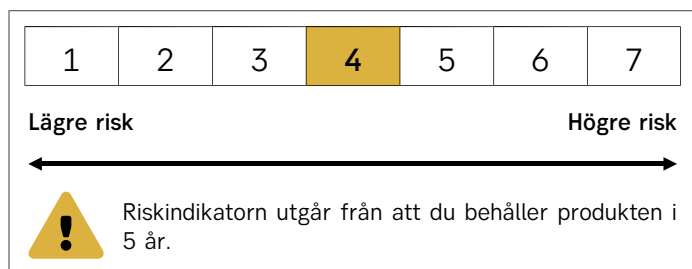 1 2 3 4 5 6 7
Lägre risk Högre risk
Riskindikatorn utgår från att du behåller produkten i
5 år.